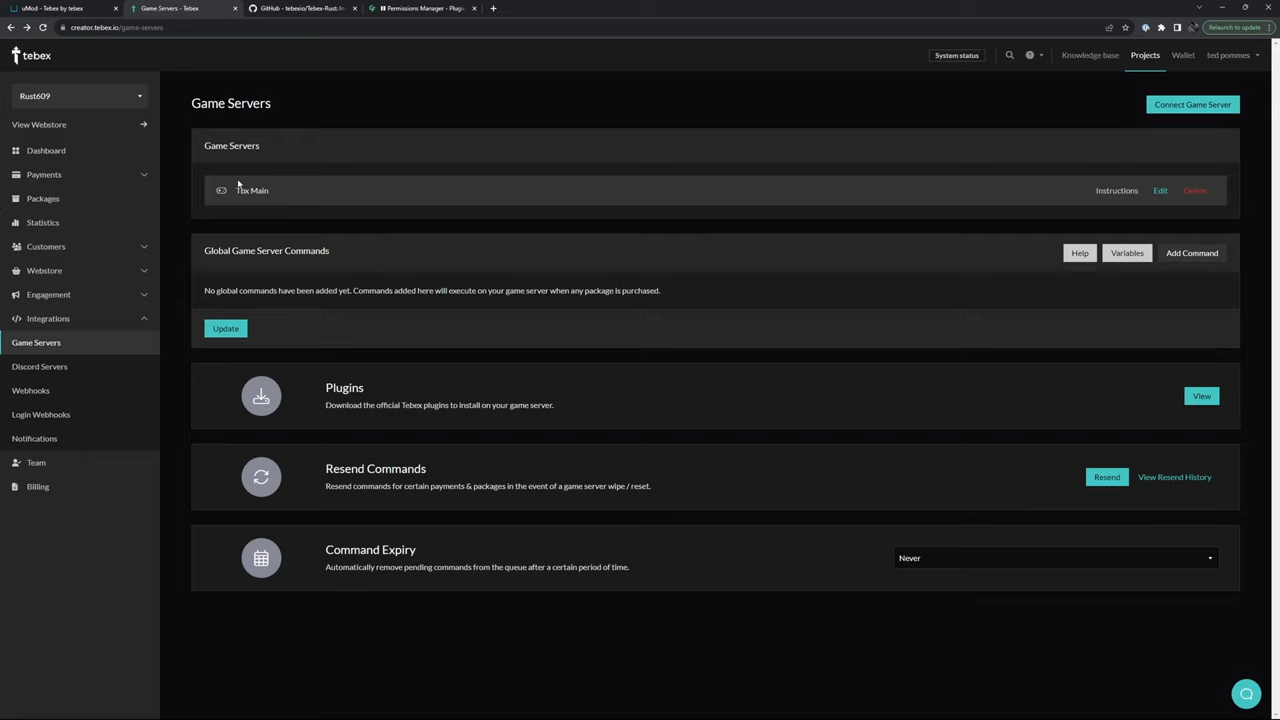 uMod - Tebex by tebex
Game Servers - Tebex
GitHub - tebexio/Tebex-Rust: In
Permissions Manager - Plugin
Relaunch to update
creator.tebex.io/game-servers
tebex
System status
Knowledge base
Projects
Wallet
ted pommes
Rust609
View Webstore
Dashboard
Payments
Packages
Statistics
Customers
Webstore
Engagement
Integrations
Game Servers
Discord Servers
Webhooks
Login Webhooks
Notifications
Team
Billing
Game Servers
Connect Game Server
Game Servers
Tbx Main
Instructions
Edit
Delete
Global Game Server Commands
Help
Variables
Add Command
No global commands have been added yet. Commands added here will execute on your game server when any package is purchased.
Update
Plugins
Download the official Tebex plugins to install on your game server.
View
Resend Commands
Resend commands for certain payments & packages in the event of a game server wipe / reset.
Resend
View Resend History
Command Expiry
Automatically remove pending commands from the queue after a certain period of time.
Never